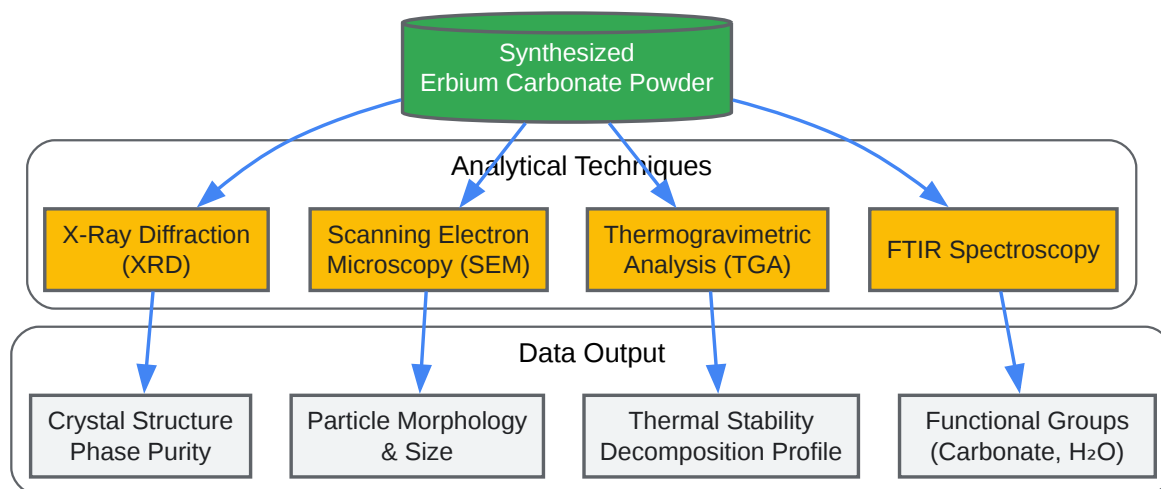 Synthesized
Erbium Carbonate Powder
Analytical Techniques
X-Ray Diffraction
(XRD)
Scanning Electron
Microscopy (SEM)
Thermogravimetric
Analysis (TGA)
FTIR Spectroscopy
Data Output
Crystal Structure
Phase Purity
Particle Morphology
& Size
Thermal Stability
Decomposition Profile
Functional Groups
(Carbonate, H₂O)